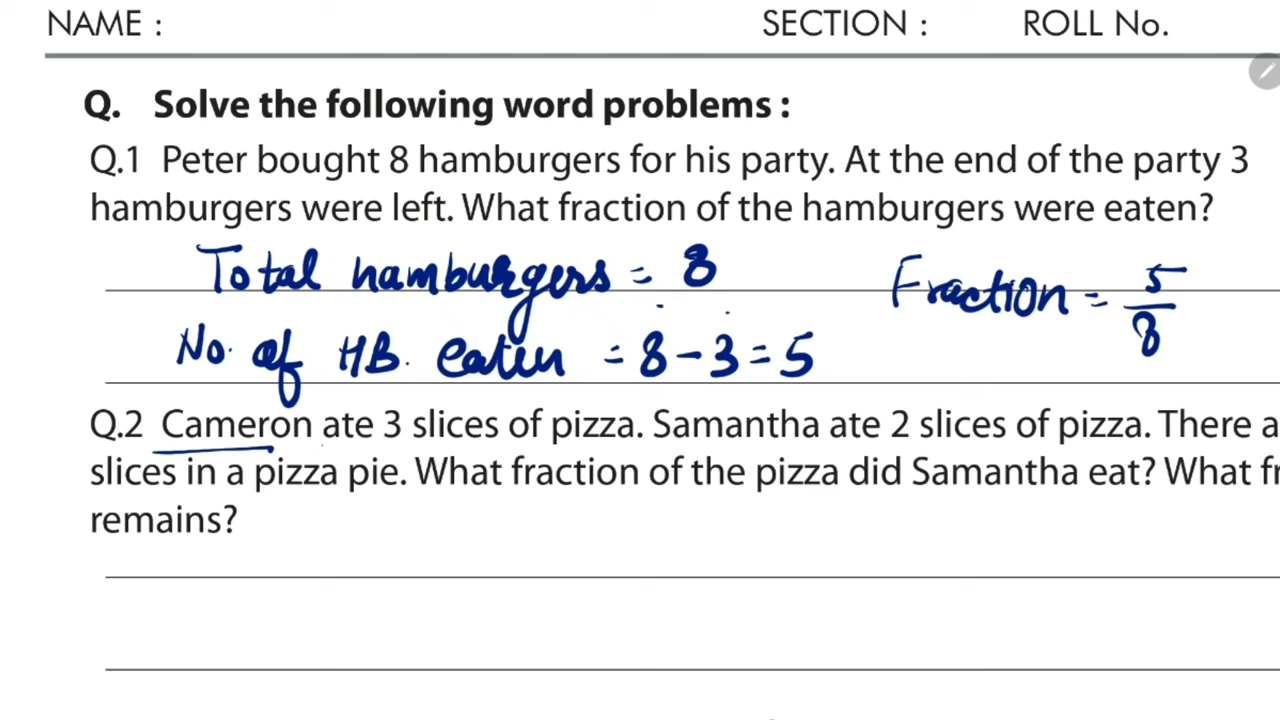 NAME : SECTION : ROLL No.
Q. Solve the following word problems :
Q.1 Peter bought 8 hamburgers for his party. At the end of the party 3
hamburgers were left. What fraction of the hamburgers were eaten?
Total hamburgers = 8
Fraction = 5/8
No. of HB. eaten = 8 - 3 = 5
Q.2 Cameron ate 3 slices of pizza. Samantha ate 2 slices of pizza. There a
slices in a pizza pie. What fraction of the pizza did Samantha eat? What fr
remains?